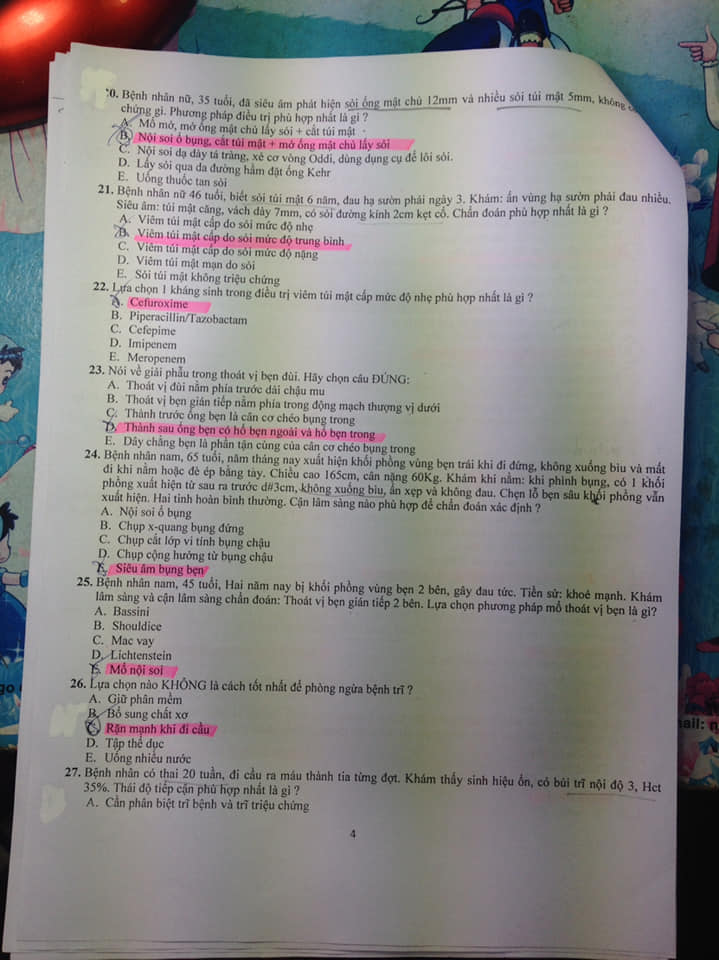 0. Bệnh nhân nữ, 35 tuổi, đã siêu âm phát hiện sỏi ống mật chủ 12mm và nhiều sỏi túi mật 5mm, không
chứng gì. Phương pháp điều trị phù hợp nhất là gì ?
A. Mổ mở, mở ống mật chủ lấy sỏi + cắt túi mật
B. Nội soi ổ bụng, cắt túi mật + mở ống mật chủ lấy sỏi
C. Nội soi dạ dày tá tràng, xẻ cơ vòng Oddi, dùng dụng cụ để lôi sỏi.
D. Lấy sỏi qua da đường hầm đặt ống Kehr
E. Uống thuốc tan sỏi
21. Bệnh nhân nữ 46 tuổi, biết sỏi túi mật 6 năm, đau hạ sườn phải ngày 3. Khám: ấn vùng hạ sườn phải đau nhiều.
Siêu âm: túi mật căng, vách dày 7mm, có sỏi đường kính 2cm kẹt cổ. Chẩn đoán phù hợp nhất là gì ?
A. Viêm túi mật cấp do sỏi mức độ nhẹ
B. Viêm túi mật cấp do sỏi mức độ trung bình
C. Viêm túi mật cấp do sỏi mức độ nặng
D. Viêm túi mật mạn do sỏi
E. Sỏi túi mật không triệu chứng
22. Lựa chọn 1 kháng sinh trong điều trị viêm túi mật cấp mức độ nhẹ phù hợp nhất là gì ?
A. Cefuroxime
B. Piperacillin/Tazobactam
C. Cefepime
D. Imipenem
E. Meropenem
23. Nói về giải phẫu trong thoát vị bẹn đùi. Hãy chọn câu ĐÚNG:
A. Thoát vị đùi nằm phía trước dải chậu mu
B. Thoát vị bẹn gián tiếp nằm phía trong động mạch thượng vị dưới
C. Thành trước ống bẹn là cân cơ chéo bụng trong
D. Thành sau ống bẹn có hố bẹn ngoài và hố bẹn trong
E. Dây chằng bẹn là phần tận cùng của cân cơ chéo bụng trong
24. Bệnh nhân nam, 65 tuổi, năm tháng nay xuất hiện khối phồng vùng bẹn trái khi đi đứng, không xuống bìu và mất
đi khi nằm hoặc đè ép bằng tay. Chiều cao 165cm, cân nặng 60Kg. Khám khi nằm: khi phình bụng, có 1 khối
phồng xuất hiện từ sau ra trước d#3cm, không xuống bìu, ấn xẹp và không đau. Chẹn lỗ bẹn sâu khối phồng vẫn
xuất hiện. Hai tinh hoàn bình thường. Cận lâm sàng nào phù hợp để chẩn đoán xác định ?
A. Nội soi ổ bụng
B. Chụp x-quang bụng đứng
C. Chụp cắt lớp vi tính bụng chậu
D. Chụp cộng hưởng từ bụng chậu
E. Siêu âm bụng bẹn
25. Bệnh nhân nam, 45 tuổi, Hai năm nay bị khối phồng vùng bẹn 2 bên, gây đau tức. Tiền sử: khoẻ mạnh. Khám
lâm sàng và cận lâm sàng chẩn đoán: Thoát vị bẹn gián tiếp 2 bên. Lựa chọn phương pháp mổ thoát vị bẹn là gì?
A. Bassini
B. Shouldice
C. Mac vay
D. Lichtenstein
E. Mổ nội soi
26. Lựa chọn nào KHÔNG là cách tốt nhất để phòng ngừa bệnh trĩ ?
A. Giữ phân mềm
B. Bổ sung chất xơ
C. Rặn mạnh khi đi cầu
D. Tập thể dục
E. Uống nhiều nước
27. Bệnh nhân có thai 20 tuần, đi cầu ra máu thành tia từng đợt. Khám thấy sinh hiệu ổn, có búi trĩ nội độ 3, Hct
35%. Thái độ tiếp cận phù hợp nhất là gì ?
A. Cần phân biệt trĩ bệnh và trĩ triệu chứng
4